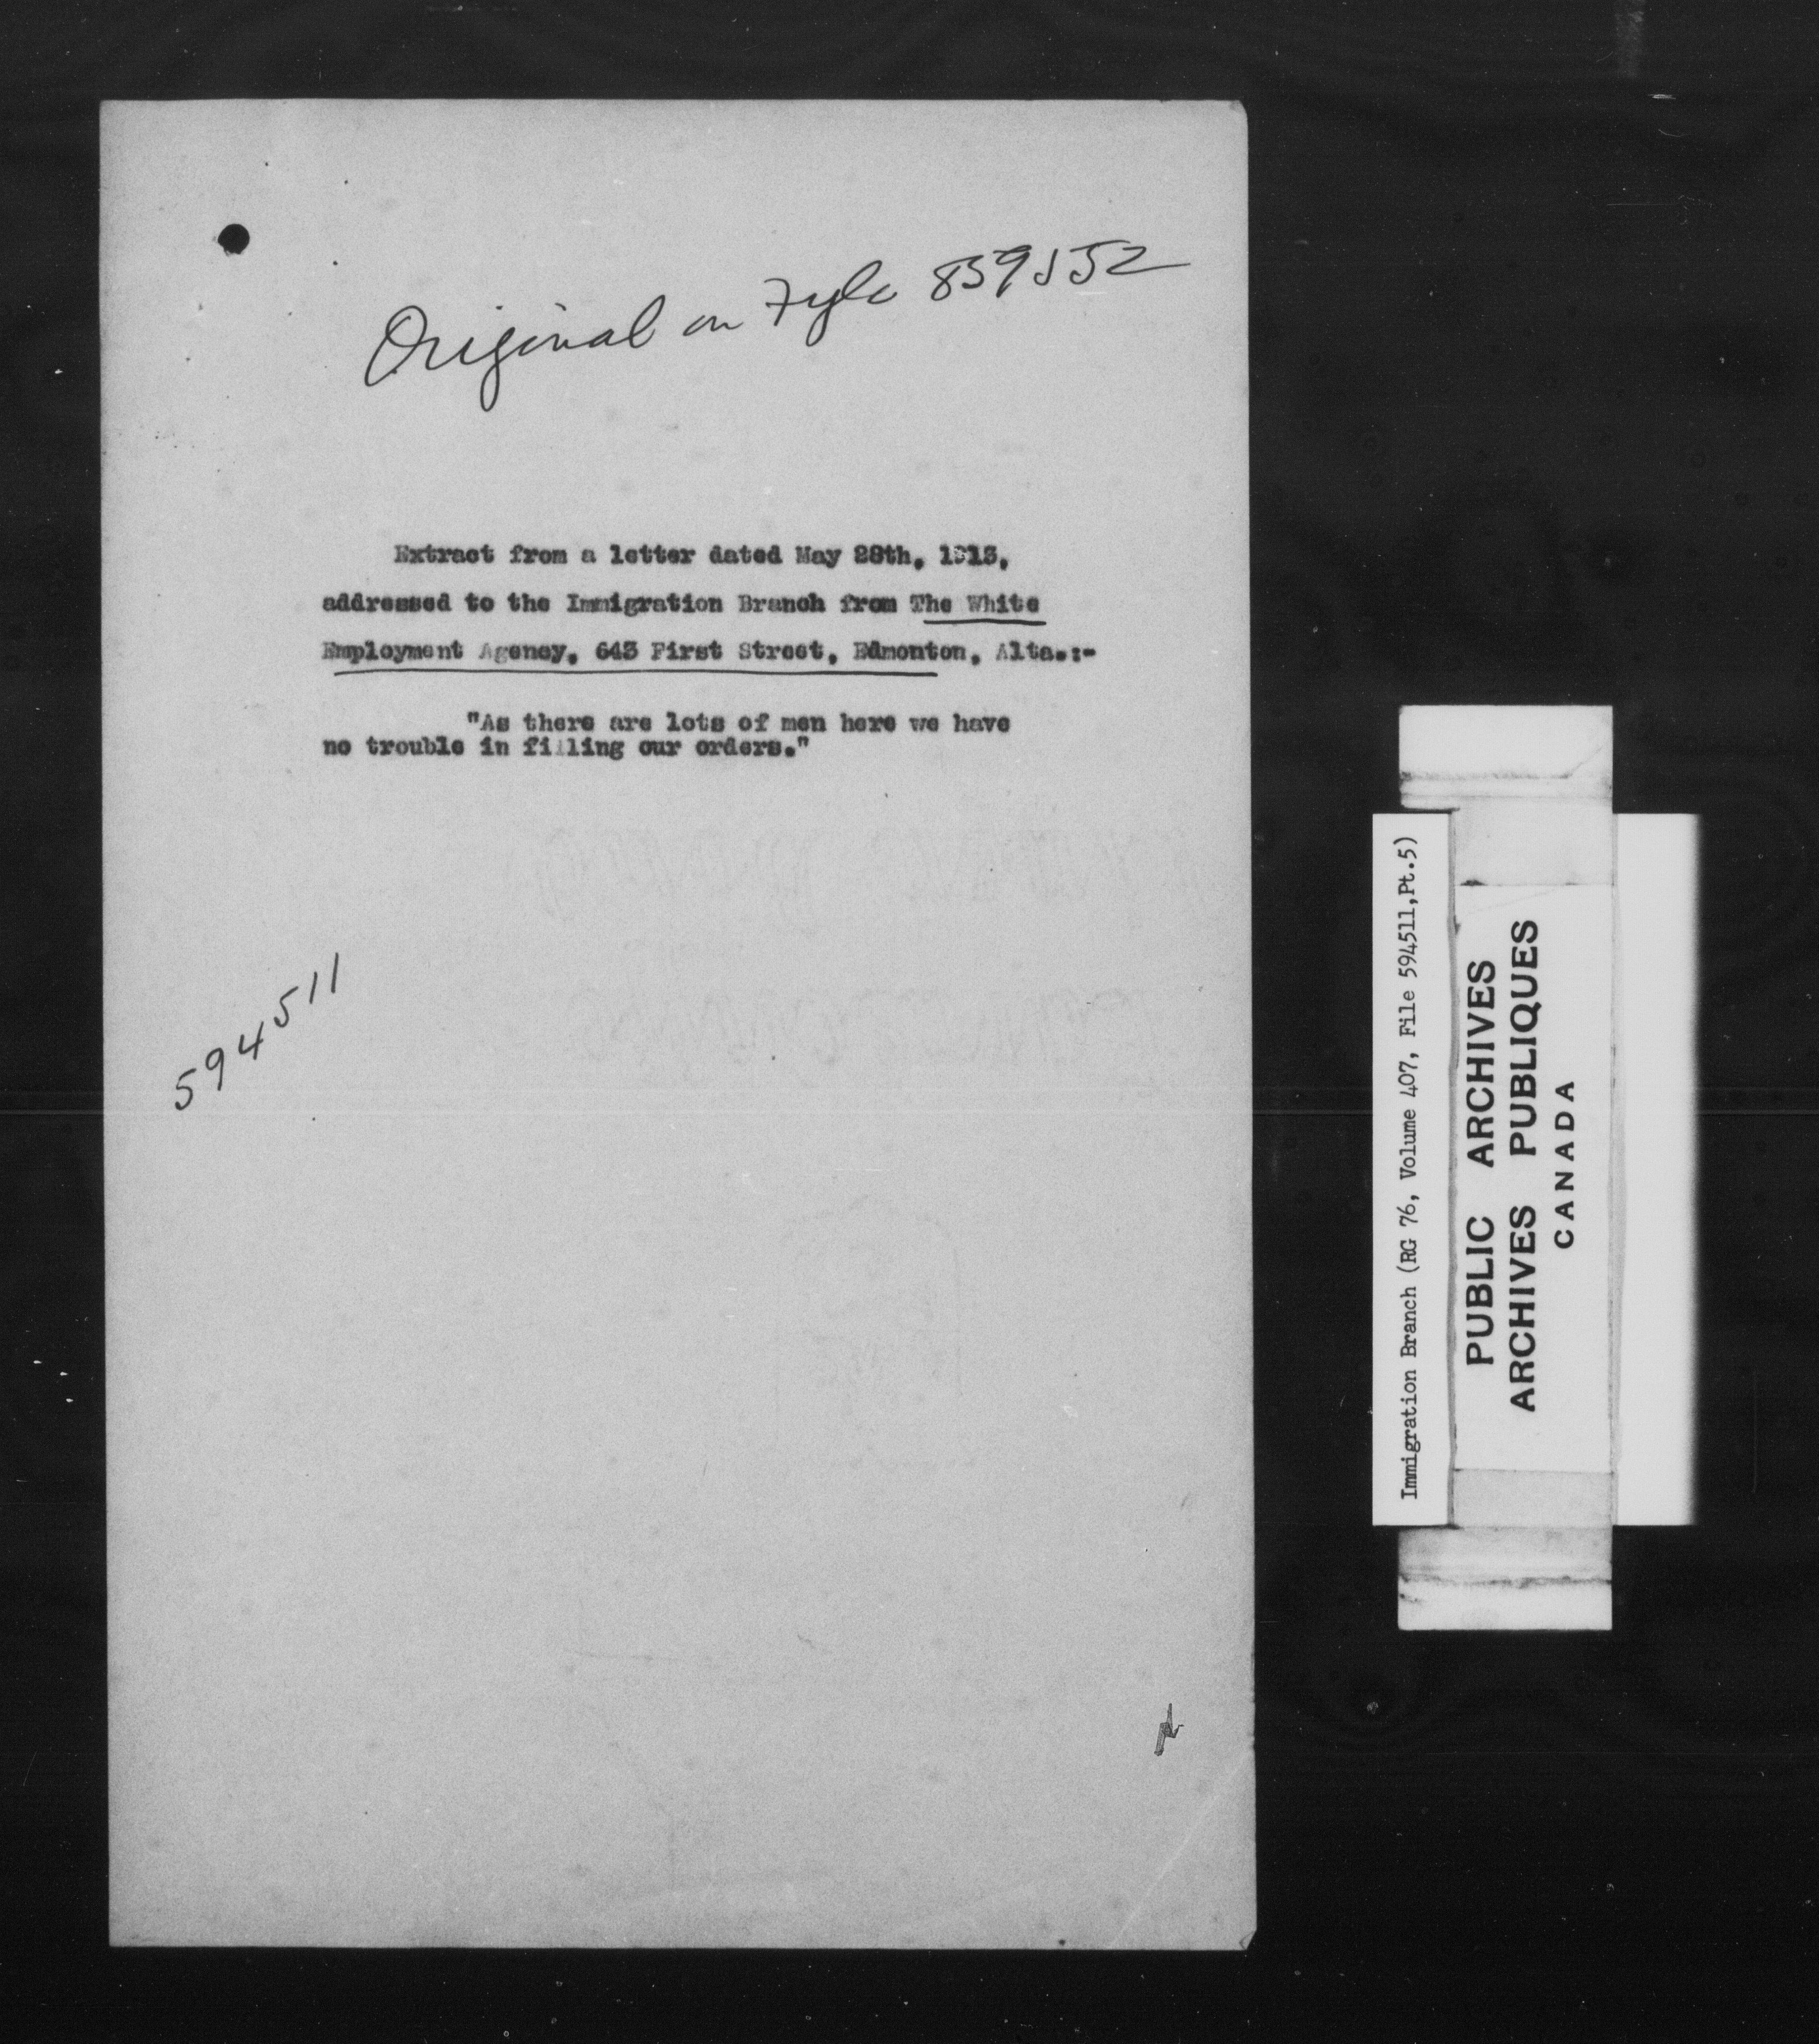 Original on Fyle 859552
Extract from a letter dated May 28th, 1913,
addressed to the Immigration Branch from The White
Employment Agency, 643 First Street, Edmonton, Alta.:-
"As there are lots of men here we have
no trouble in filling our orders."
594511
Immigration Branch (RG 76, Volume 407, File 594511,Pt.5)
PUBLIC ARCHIVES
ARCHIVES PUBLIQUES
CANADA